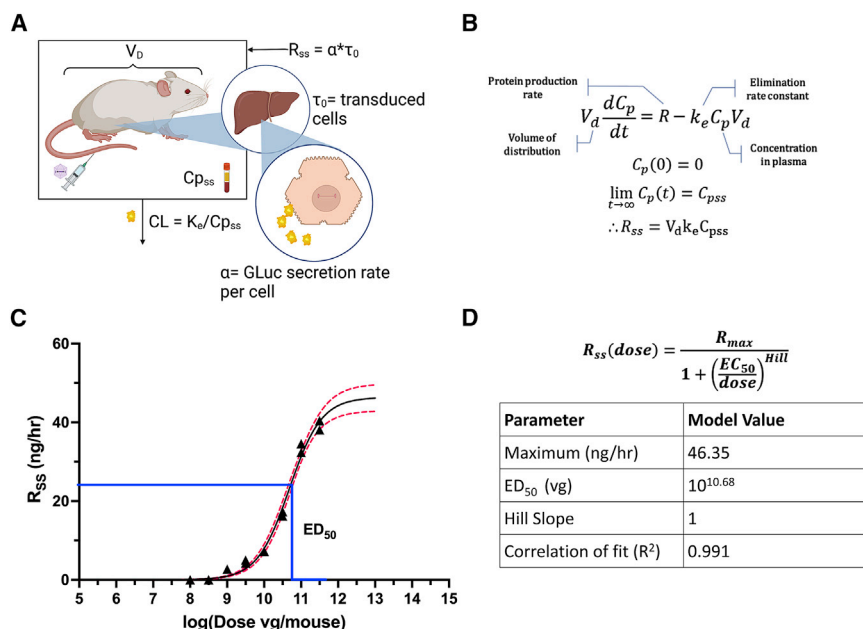 A
V_D
R_ss = α*τ_0
τ_0= transduced
cells
Cp_ss
CL = K_e/Cp_ss
α= GLuc secretion rate
per cell
B
Protein production
rate
Elimination
rate constant
V_d dC_p/dt = R − k_e C_p V_d
Volume of
distribution
Concentration
in plasma
C_p(0) = 0
lim t→∞ C_p(t) = C_pss
∴ R_ss = V_d k_e C_pss
C
60
40
20
0
R_SS (ng/hr)
ED_50
5 6 7 8 9 10 11 12 13 14 15
log(Dose vg/mouse)
D
R_ss(dose) = R_max / 1 + (EC_50/dose)^Hill
Parameter Model Value
Maximum (ng/hr) 46.35
ED_50 (vg) 10^10.68
Hill Slope 1
Correlation of fit (R^2) 0.991